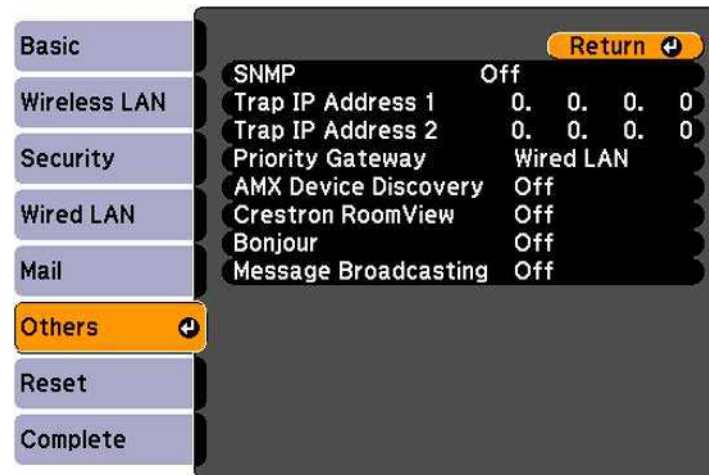 Basic
Wireless LAN
Security
Wired LAN
Mail
Others
Reset
Complete
Return
SNMP Off
Trap IP Address 1 0. 0. 0. 0
Trap IP Address 2 0. 0. 0. 0
Priority Gateway Wired LAN
AMX Device Discovery Off
Crestron RoomView Off
Bonjour Off
Message Broadcasting Off